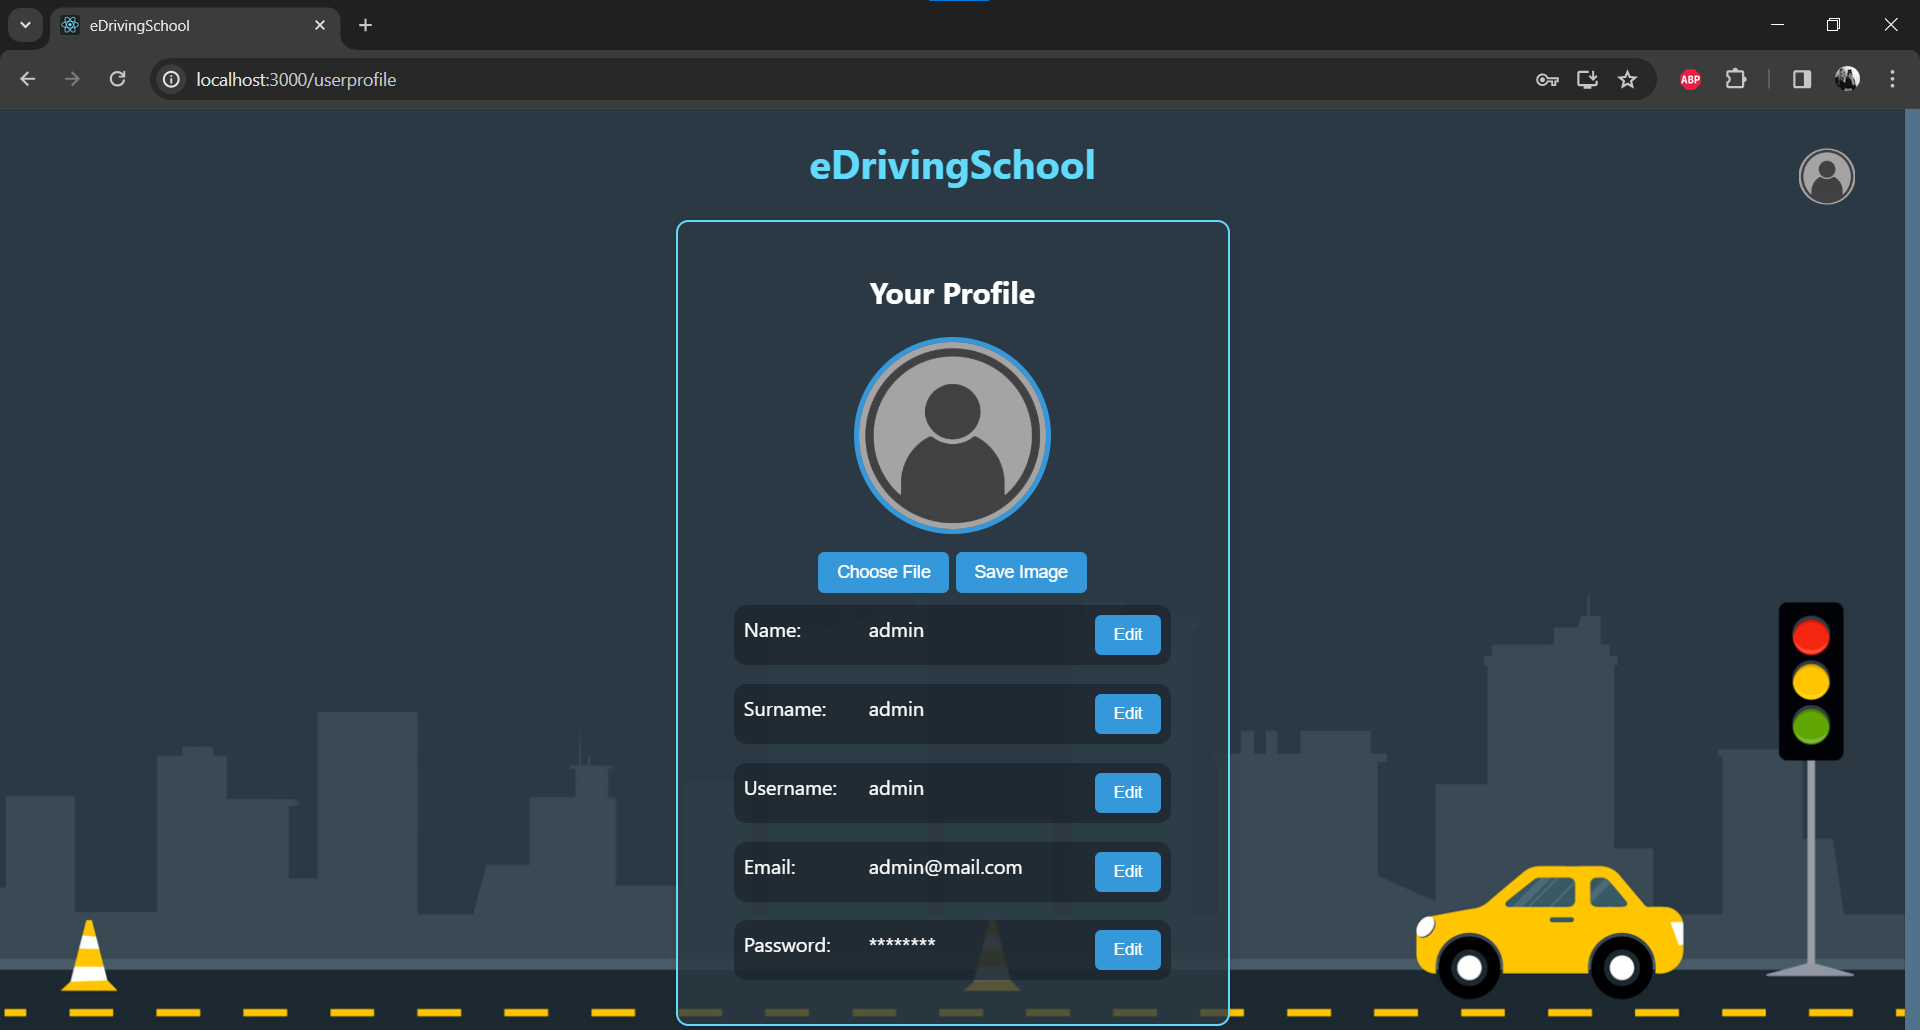 eDrivingSchool
localhost:3000/userprofile
ABP
eDrivingSchool
Your Profile
Choose File Save Image
Name: admin Edit
Surname: admin Edit
Username: admin Edit
Email: admin@mail.com Edit
Password: ******** Edit